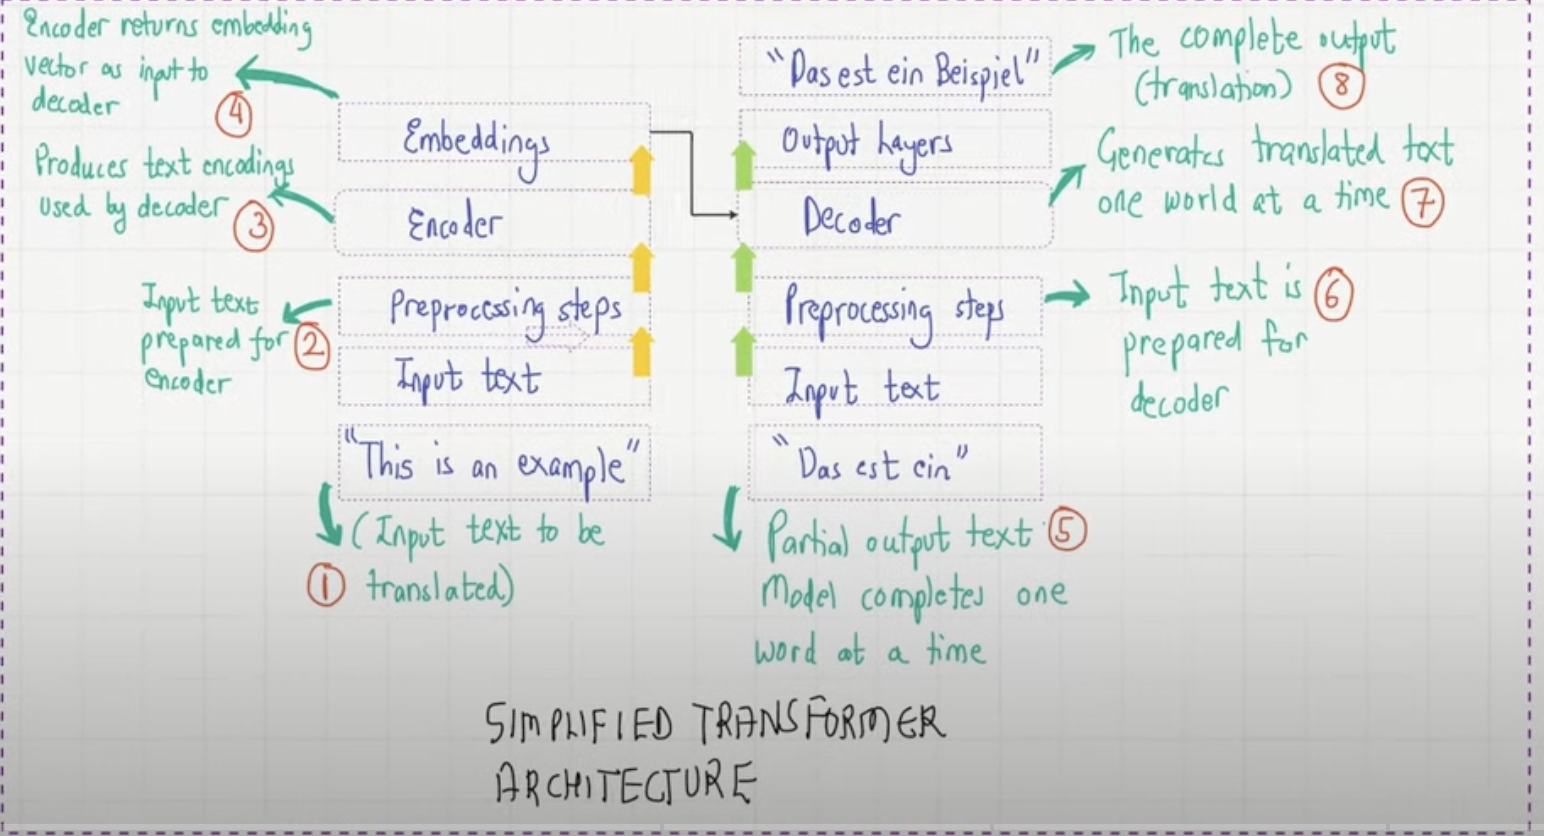 Encoder returns embedding
vector as input to
decoder
4
Produces text encodings
used by decoder
3
Input text
prepared for
encoder
2
Embeddings
Encoder
Preprocessing steps
Input text
"This is an example"
(Input text to be
translated)
1
"Das est ein Beispiel"
Output Layers
Decoder
Preprocessing steps
Input text
"Das est ein"
Partial output text
5
Model completes one
word at a time
The complete output
(translation)
8
Generates translated text
one world at a time
7
Input text is
6
prepared for
decoder
SIMPLIFIED TRANSFORMER
ARCHITECTURE